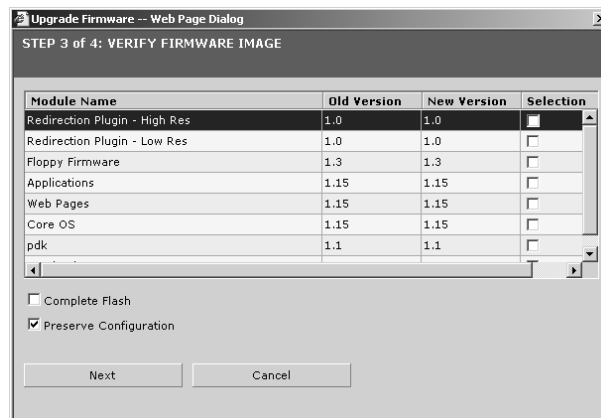 Upgrade Firmware -- Web Page Dialog
STEP 3 of 4: VERIFY FIRMWARE IMAGE
Module Name Old Version New Version Selection
Redirection Plugin - High Res 1.0 1.0
Redirection Plugin - Low Res 1.0 1.0
Floppy Firmware 1.3 1.3
Applications 1.15 1.15
Web Pages 1.15 1.15
Core OS 1.15 1.15
pdk 1.1 1.1
Complete Flash
Preserve Configuration
Next Cancel